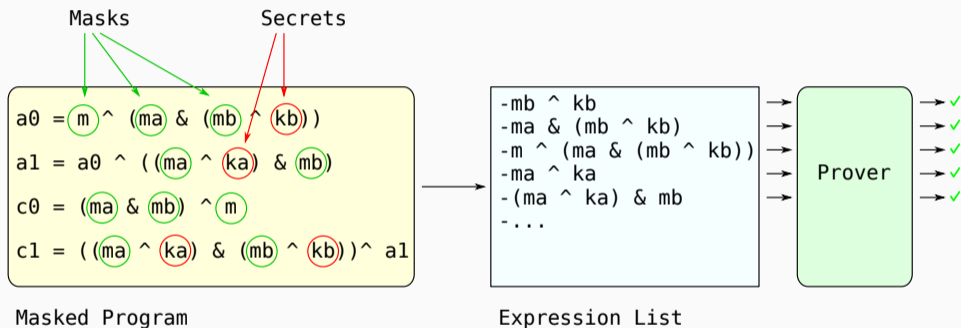 Masks Secrets
a0 = m ^ (ma & (mb ^ kb))
a1 = a0 ^ ((ma ^ ka) & mb)
c0 = (ma & mb) ^ m
c1 = ((ma ^ ka) & (mb ^ kb))^ a1
Masked Program
-mb ^ kb
-ma & (mb ^ kb)
-m ^ (ma & (mb ^ kb))
-ma ^ ka
-(ma ^ ka) & mb
-...
Expression List
Prover